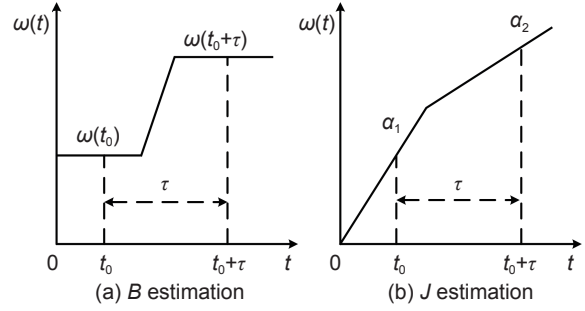 ω(t)
ω(t₀+τ)
ω(t₀)
τ
0
t₀
t₀+τ
t
(a) B estimation
ω(t)
α₂
α₁
τ
0
t₀
t₀+τ
t
(b) J estimation